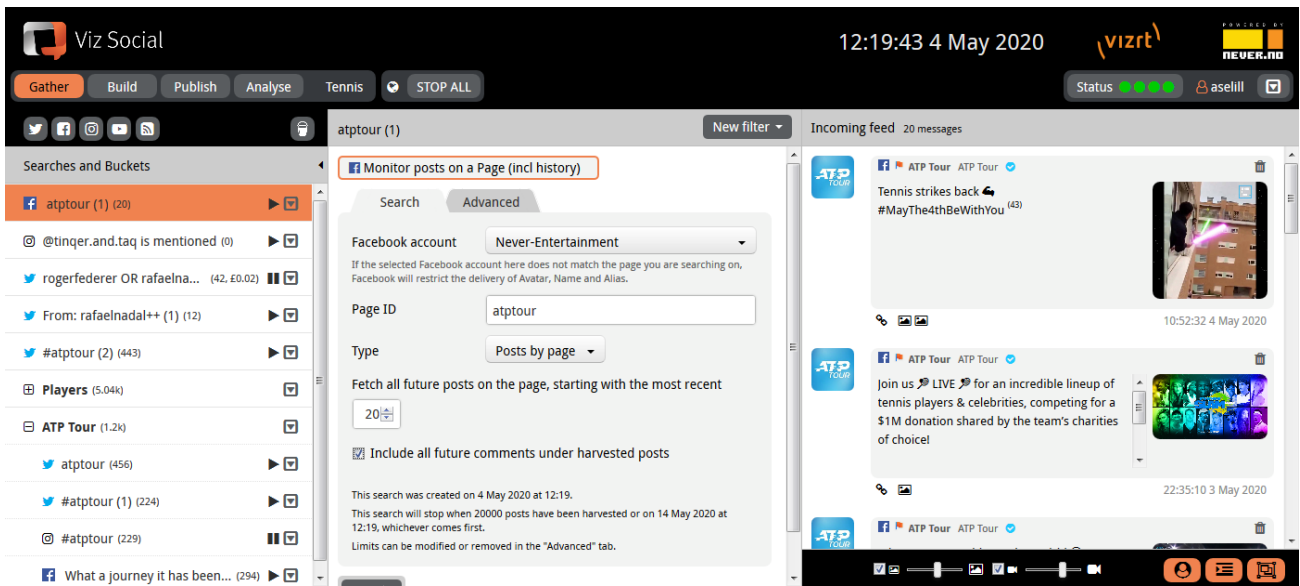 Viz Social
12:19:43 4 May 2020
vizrt
POWERED BY
never.no
Gather
Build
Publish
Analyse
Tennis
STOP ALL
Status
aselill
Searches and Buckets
atptour (1) (20)
@tinqer.and.taq is mentioned (0)
rogerfederer OR rafaelna... (42, £0.02)
From: rafaelnadal++ (1) (12)
#atptour (2) (443)
Players (5.04k)
ATP Tour (1.2k)
atptour (456)
#atptour (1) (224)
#atptour (229)
What a journey it has been... (294)
atptour (1)
New filter
Monitor posts on a Page (incl history)
Search
Advanced
Facebook account
Never-Entertainment
If the selected Facebook account here does not match the page you are searching on,
Facebook will restrict the delivery of Avatar, Name and Alias.
Page ID
atptour
Type
Posts by page
Fetch all future posts on the page, starting with the most recent
20
Include all future comments under harvested posts
This search was created on 4 May 2020 at 12:19.
This search will stop when 20000 posts have been harvested or on 14 May 2020 at
12:19, whichever comes first.
Limits can be modified or removed in the "Advanced" tab.
Incoming feed 20 messages
ATP TOUR
ATP Tour ATP Tour
Tennis strikes back
#MayThe4thBeWithYou (43)
10:52:32 4 May 2020
ATP TOUR
ATP Tour ATP Tour
Join us LIVE for an incredible lineup of
tennis players & celebrities, competing for a
$1M donation shared by the team's charities
of choice!
22:35:10 3 May 2020
ATP TOUR
ATP Tour ATP Tour